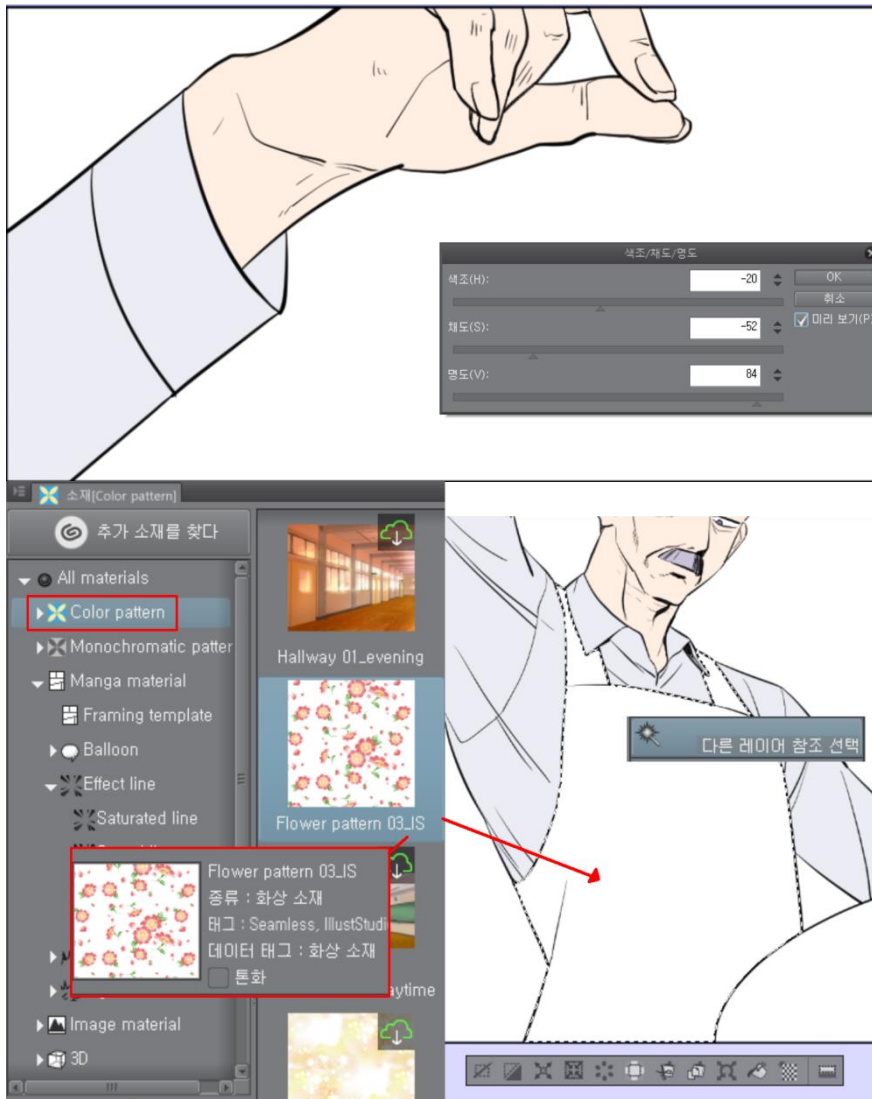 색조/채도/명도
색조(H):
-20
OK
취소
채도(S):
-52
미리 보기(P)
명도(V):
84
소재[Color pattern]
추가 소재를 찾다
All materials
Color pattern
Monochromatic patter
Manga material
Framing template
Balloon
Effect line
Saturated line
Image material
3D
Hallway 01_evening
Flower pattern 03_IS
Flower pattern 03_IS
종류 : 화상 소재
태그 : Seamless, IllustStudi
데이터 태그 : 화상 소재
톤화
aytime
다른 레이어 참조 선택